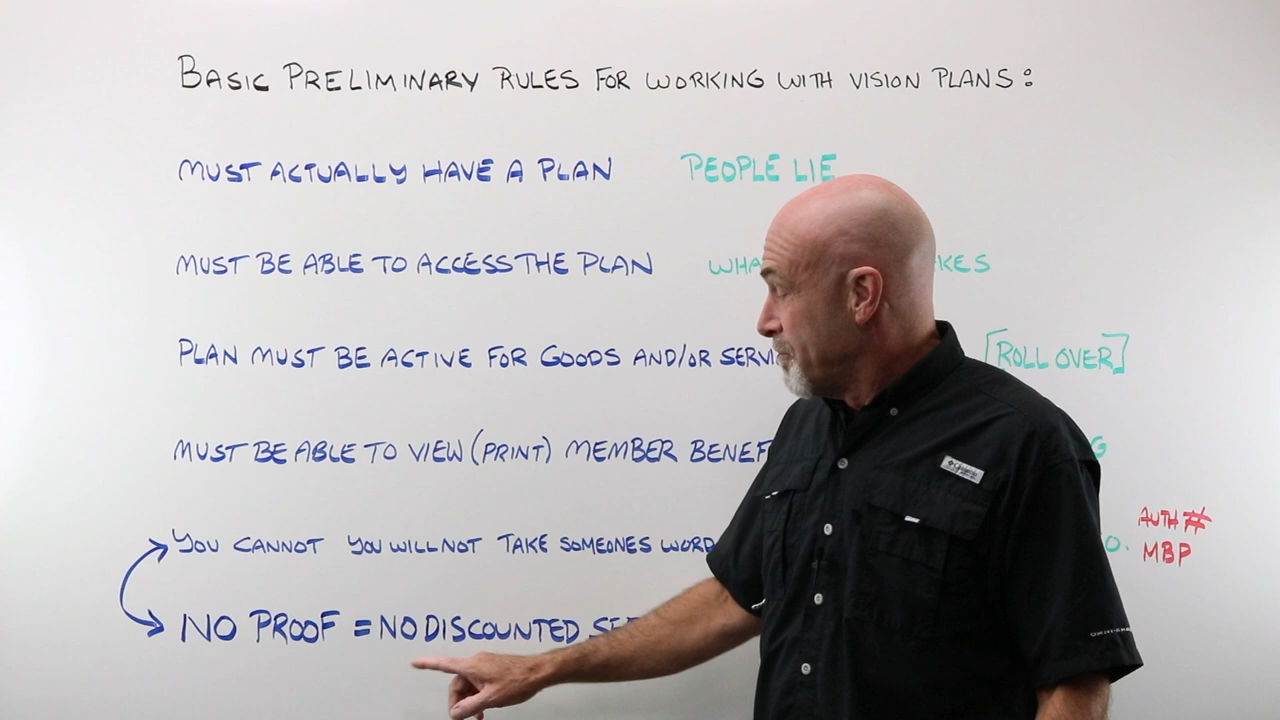 BASIC PRELIMINARY RULES FOR WORKING WITH VISION PLANS:
MUST ACTUALLY HAVE A PLAN PEOPLE LIE
MUST BE ABLE TO ACCESS THE PLAN
PLAN MUST BE ACTIVE FOR GOODS AND/OR [ROLL OVER]
MUST BE ABLE TO VIEW (PRINT) MEMBER
YOU CANNOT YOU WILL NOT TAKE SOMEONES WORD
AUTH #
MBP
NO PROOF = NO DISCOUNTED
Columbia